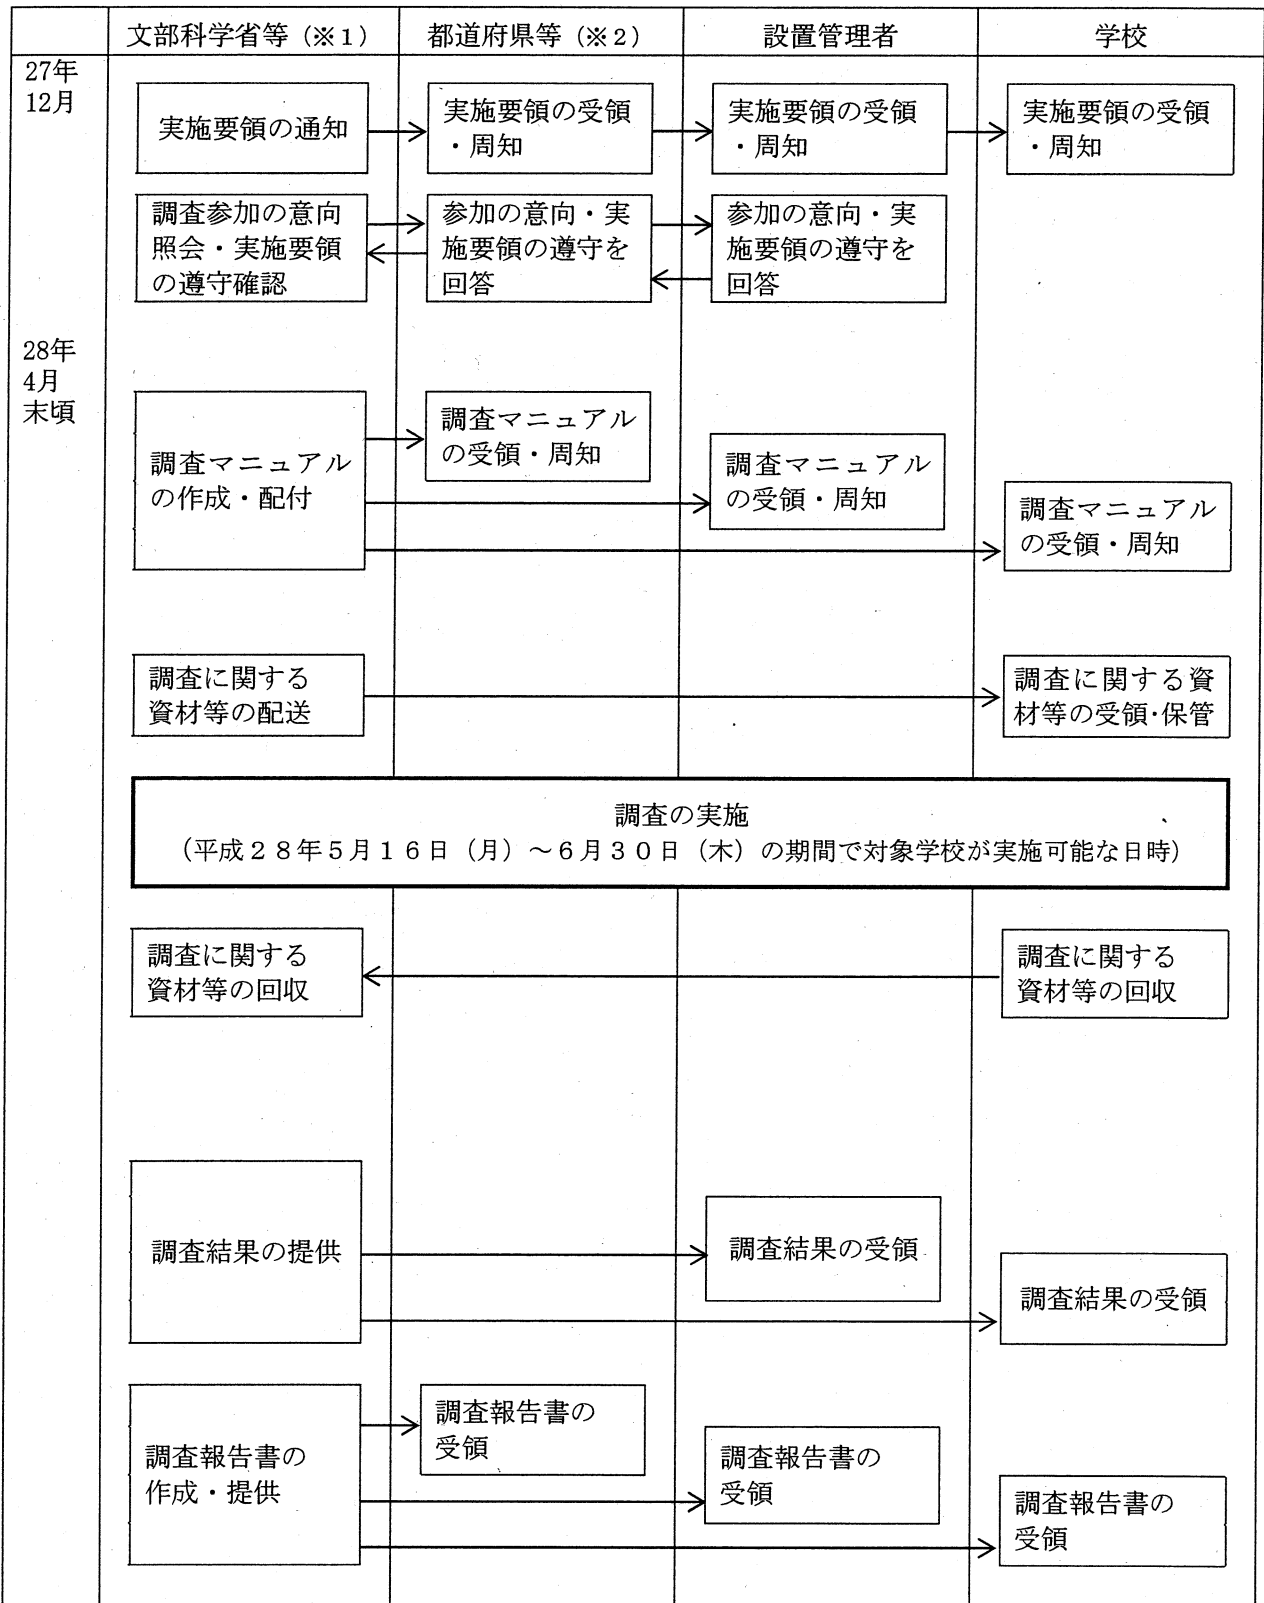 文部科学省等（※1）
都道府県等（※2）
設置管理者
学校
27年
12月
実施要領の通知
実施要領の受領
・周知
実施要領の受領
・周知
実施要領の受領
・周知
調査参加の意向
照会・実施要領
の遵守確認
参加の意向・実
施要領の遵守を
回答
参加の意向・実
施要領の遵守を
回答
28年
4月
末頃
調査マニュアル
の作成・配付
調査マニュアル
の受領・周知
調査マニュアル
の受領・周知
調査マニュアル
の受領・周知
調査に関する
資材等の配送
調査に関する資
材等の受領・保管
調査の実施
（平成２８年５月１６日（月）～６月３０日（木）の期間で対象学校が実施可能な日時）
調査に関する
資材等の回収
調査に関する
資材等の回収
調査結果の提供
調査結果の受領
調査結果の受領
調査報告書の
作成・提供
調査報告書の
受領
調査報告書の
受領
調査報告書の
受領